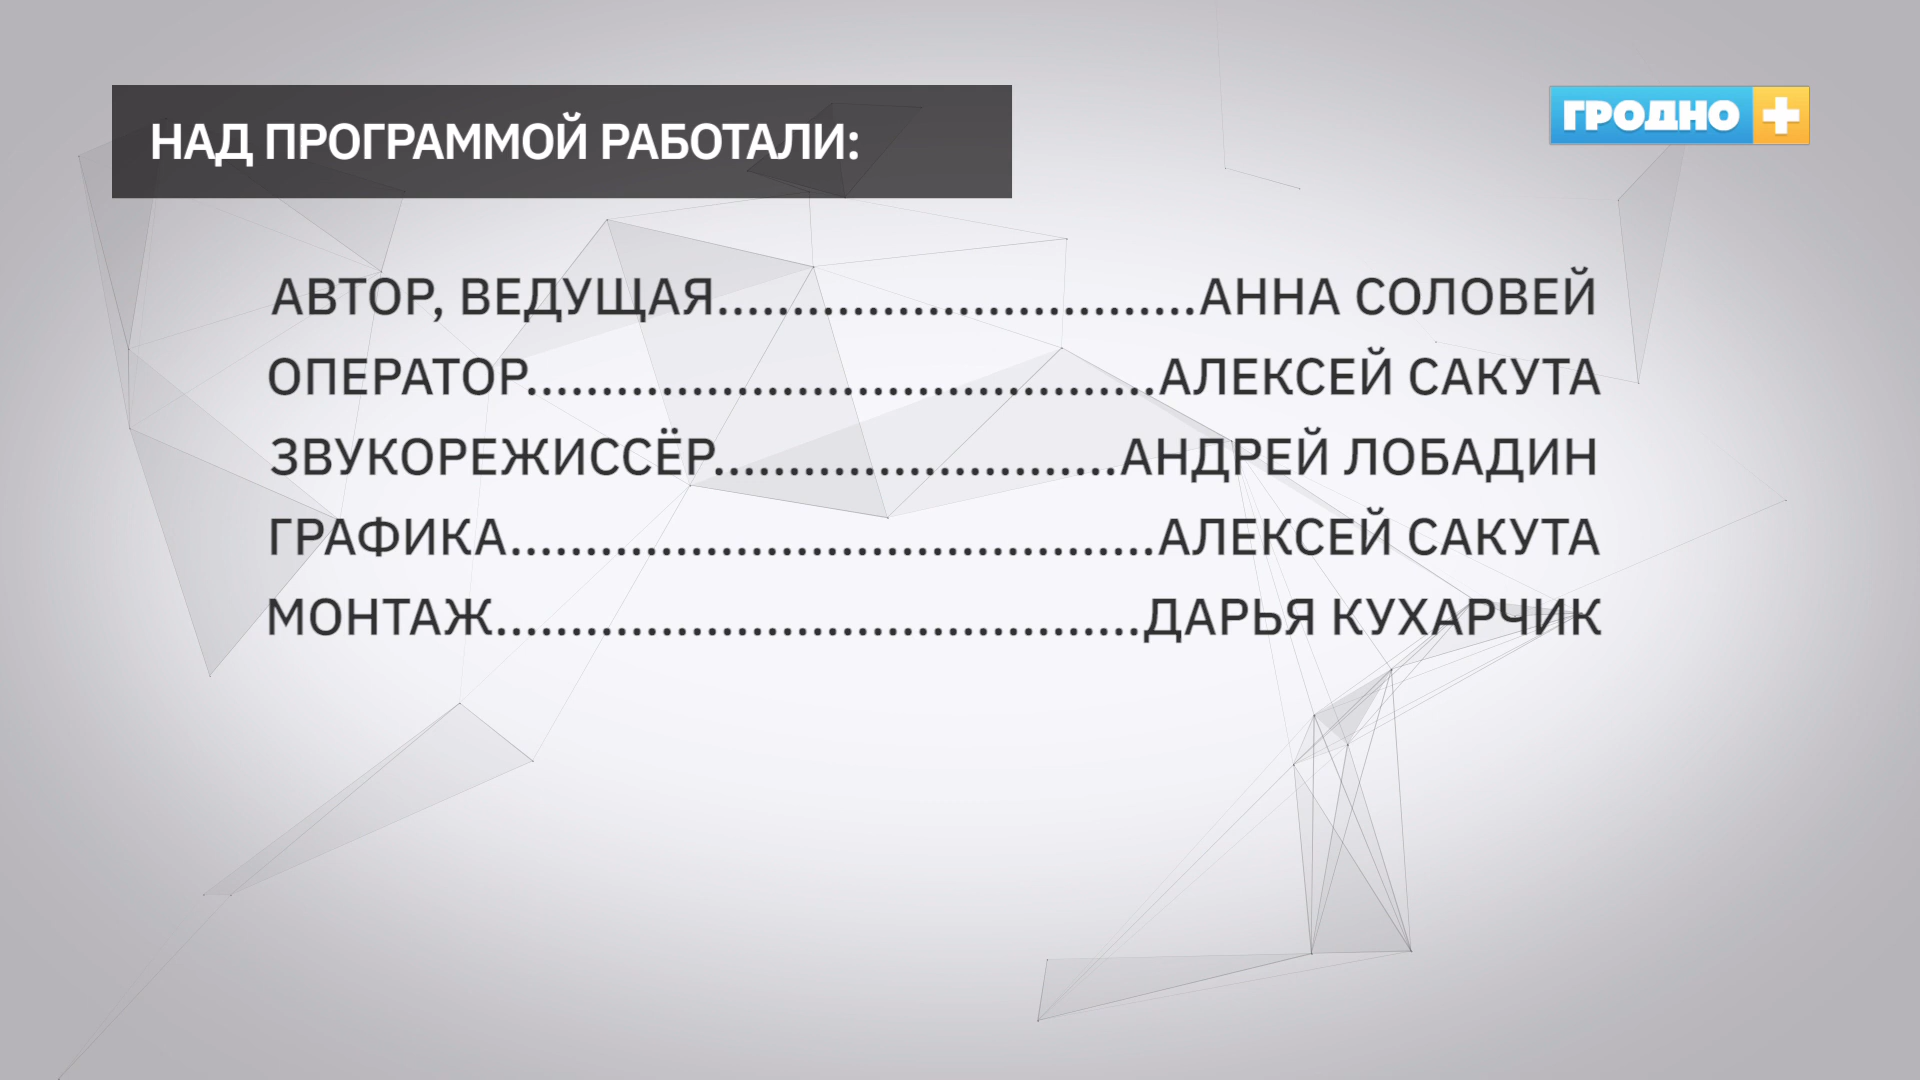 НАД ПРОГРАММОЙ РАБОТАЛИ:
ГРОДНО +
АВТОР, ВЕДУЩАЯ................................АННА СОЛОВЕЙ
ОПЕРАТОР..........................................АЛЕКСЕЙ САКУТА
ЗВУКОРЕЖИССЁР...........................АНДРЕЙ ЛОБАДИН
ГРАФИКА...........................................АЛЕКСЕЙ САКУТА
МОНТАЖ...........................................ДАРЬЯ КУХАРЧИК